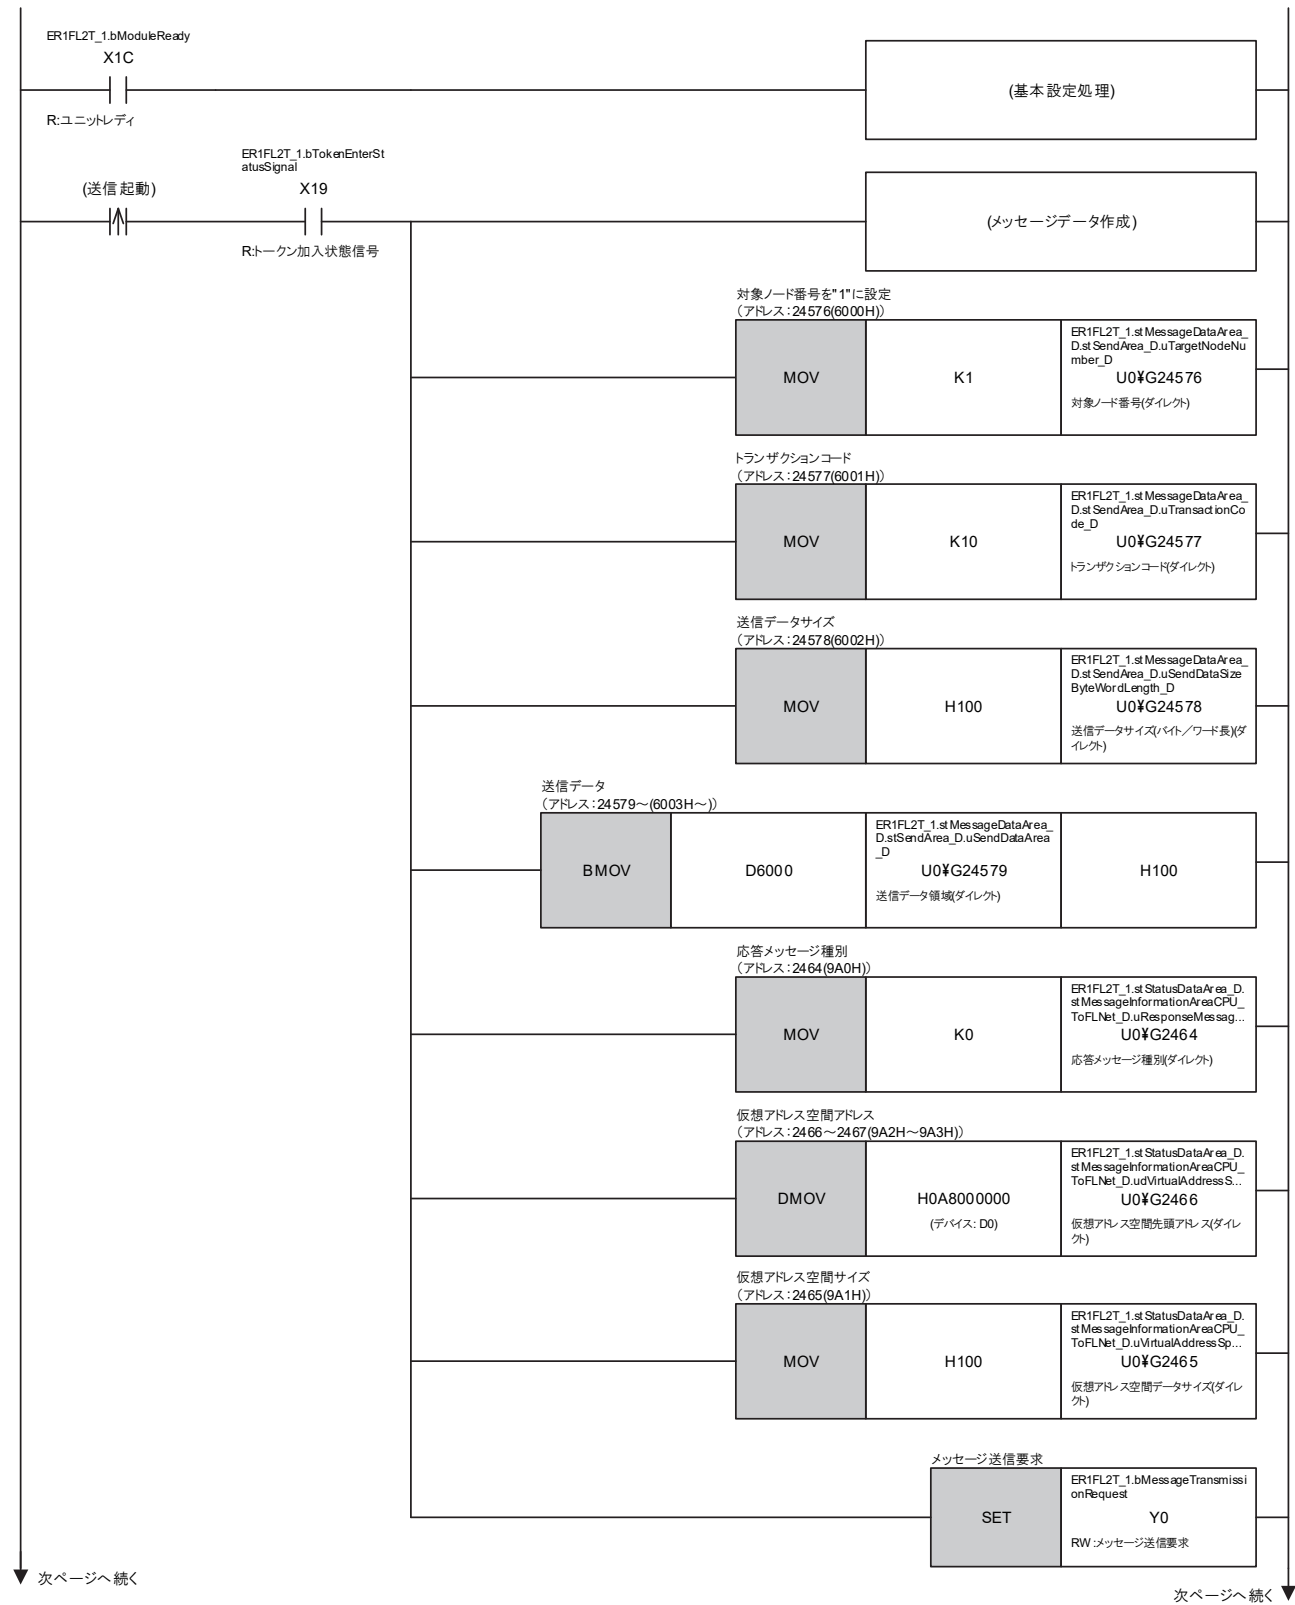 ER1FL2T_1.bModuleReady
X1C
(基本設定処理)
R:ユニットレディ
ER1FL2T_1.bTokenEnterSt
atusSignal
(送信起動)
X19
(メッセージデータ作成)
R:トークン加入状態信号
対象ノード番号を"1"に設定
(アドレス:24576(6000H))
MOV
K1
ER1FL2T_1.stMessageDataArea_
D.stSendArea_D.uTargetNodeNu
mber_D
U0¥G24576
対象ノード番号(ダイレクト)
トランザクションコード
(アドレス:24577(6001H))
MOV
K10
ER1FL2T_1.stMessageDataArea_
D.stSendArea_D.uTransactionCo
de_D
U0¥G24577
トランザクションコード(ダイレクト)
送信データサイズ
(アドレス:24578(6002H))
MOV
H100
ER1FL2T_1.stMessageDataArea_
D.stSendArea_D.uSendDataSize
ByteWordLength_D
U0¥G24578
送信データサイズ(バイト/ワード長)(ダ
イレクト)
送信データ
(アドレス:24579~(6003H~))
BMOV
D6000
ER1FL2T_1.stMessageDataArea_
D.stSendArea_D.uSendDataArea
_D
U0¥G24579
送信データ領域(ダイレクト)
H100
応答メッセージ種別
(アドレス:2464(9A0H))
MOV
K0
ER1FL2T_1.stStatusDataArea_D.
stMessageInformationAreaCPU_
ToFLNet_D.uResponseMessag...
U0¥G2464
応答メッセージ種別(ダイレクト)
仮想アドレス空間アドレス
(アドレス:2466~2467(9A2H~9A3H))
DMOV
H0A8000000
(デバイス: D0)
ER1FL2T_1.stStatusDataArea_D.
stMessageInformationAreaCPU_
ToFLNet_D.udVirtualAddressS...
U0¥G2466
仮想アドレス空間先頭アドレス(ダイレ
クト)
仮想アドレス空間サイズ
(アドレス:2465(9A1H))
MOV
H100
ER1FL2T_1.stStatusDataArea_D.
stMessageInformationAreaCPU_
ToFLNet_D.uVirtualAddressSp...
U0¥G2465
仮想アドレス空間データサイズ(ダイレ
クト)
メッセージ送信要求
SET
ER1FL2T_1.bMessageTransmissi
onRequest
Y0
RW:メッセージ送信要求
次ページへ続く
次ページへ続く